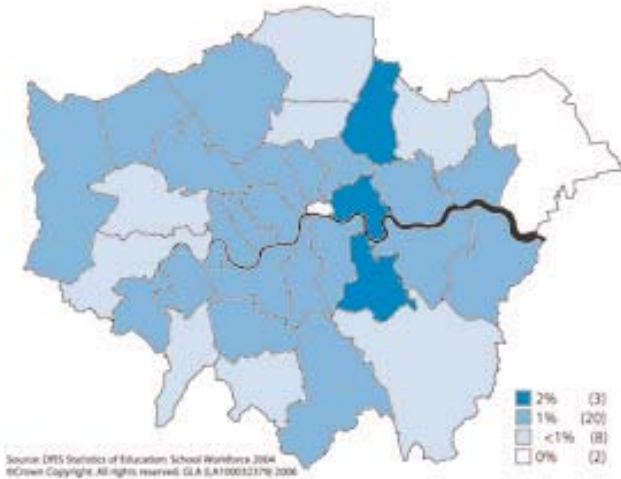 2% (3)
1% (20)
<1% (8)
0% (2)
Source: DfES Statistics of Education: School Workforce 2004
©Crown Copyright. All rights reserved. GLA (LA100032379) 2006